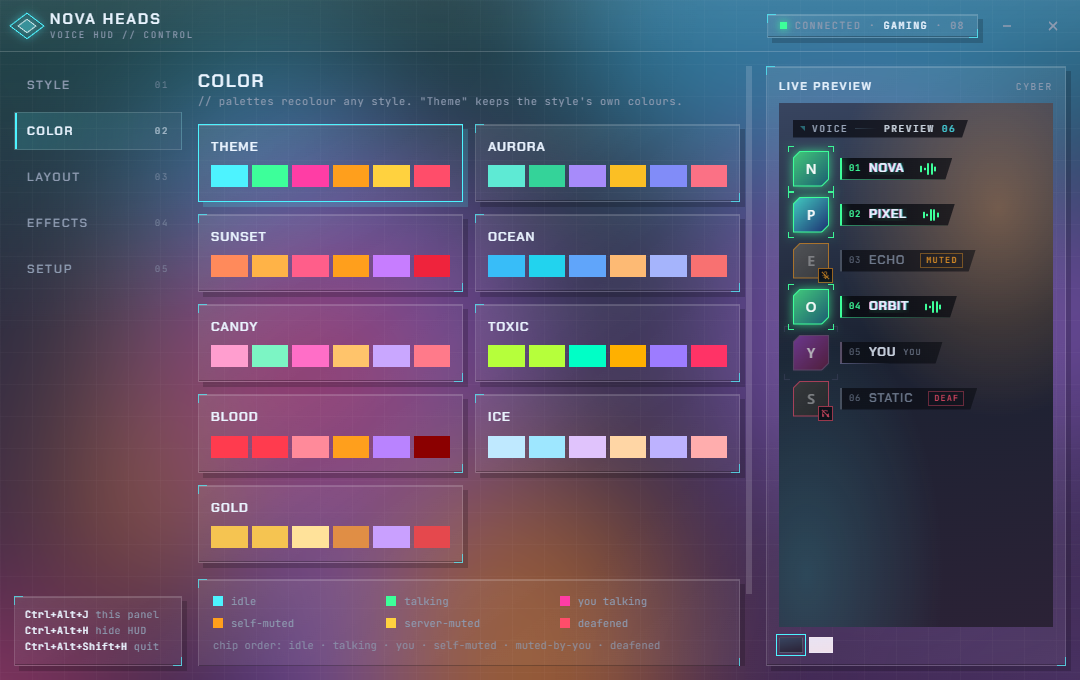 NOVA HEADS
VOICE HUD // CONTROL
CONNECTED · GAMING · 08
STYLE 01
COLOR 02
LAYOUT 03
EFFECTS 04
SETUP 05
Ctrl+Alt+J this panel
Ctrl+Alt+H hide HUD
Ctrl+Alt+Shift+H quit
COLOR
// palettes recolour any style. "Theme" keeps the style's own colours.
THEME
AURORA
SUNSET
OCEAN
CANDY
TOXIC
BLOOD
ICE
GOLD
idle talking you talking
self-muted server-muted deafened
chip order: idle · talking · you · self-muted · muted-by-you · deafened
LIVE PREVIEW CYBER
VOICE PREVIEW 06
N 01 NOVA
P 02 PIXEL
E 03 ECHO MUTED
O 04 ORBIT
Y 05 YOU YOU
S 06 STATIC DEAF